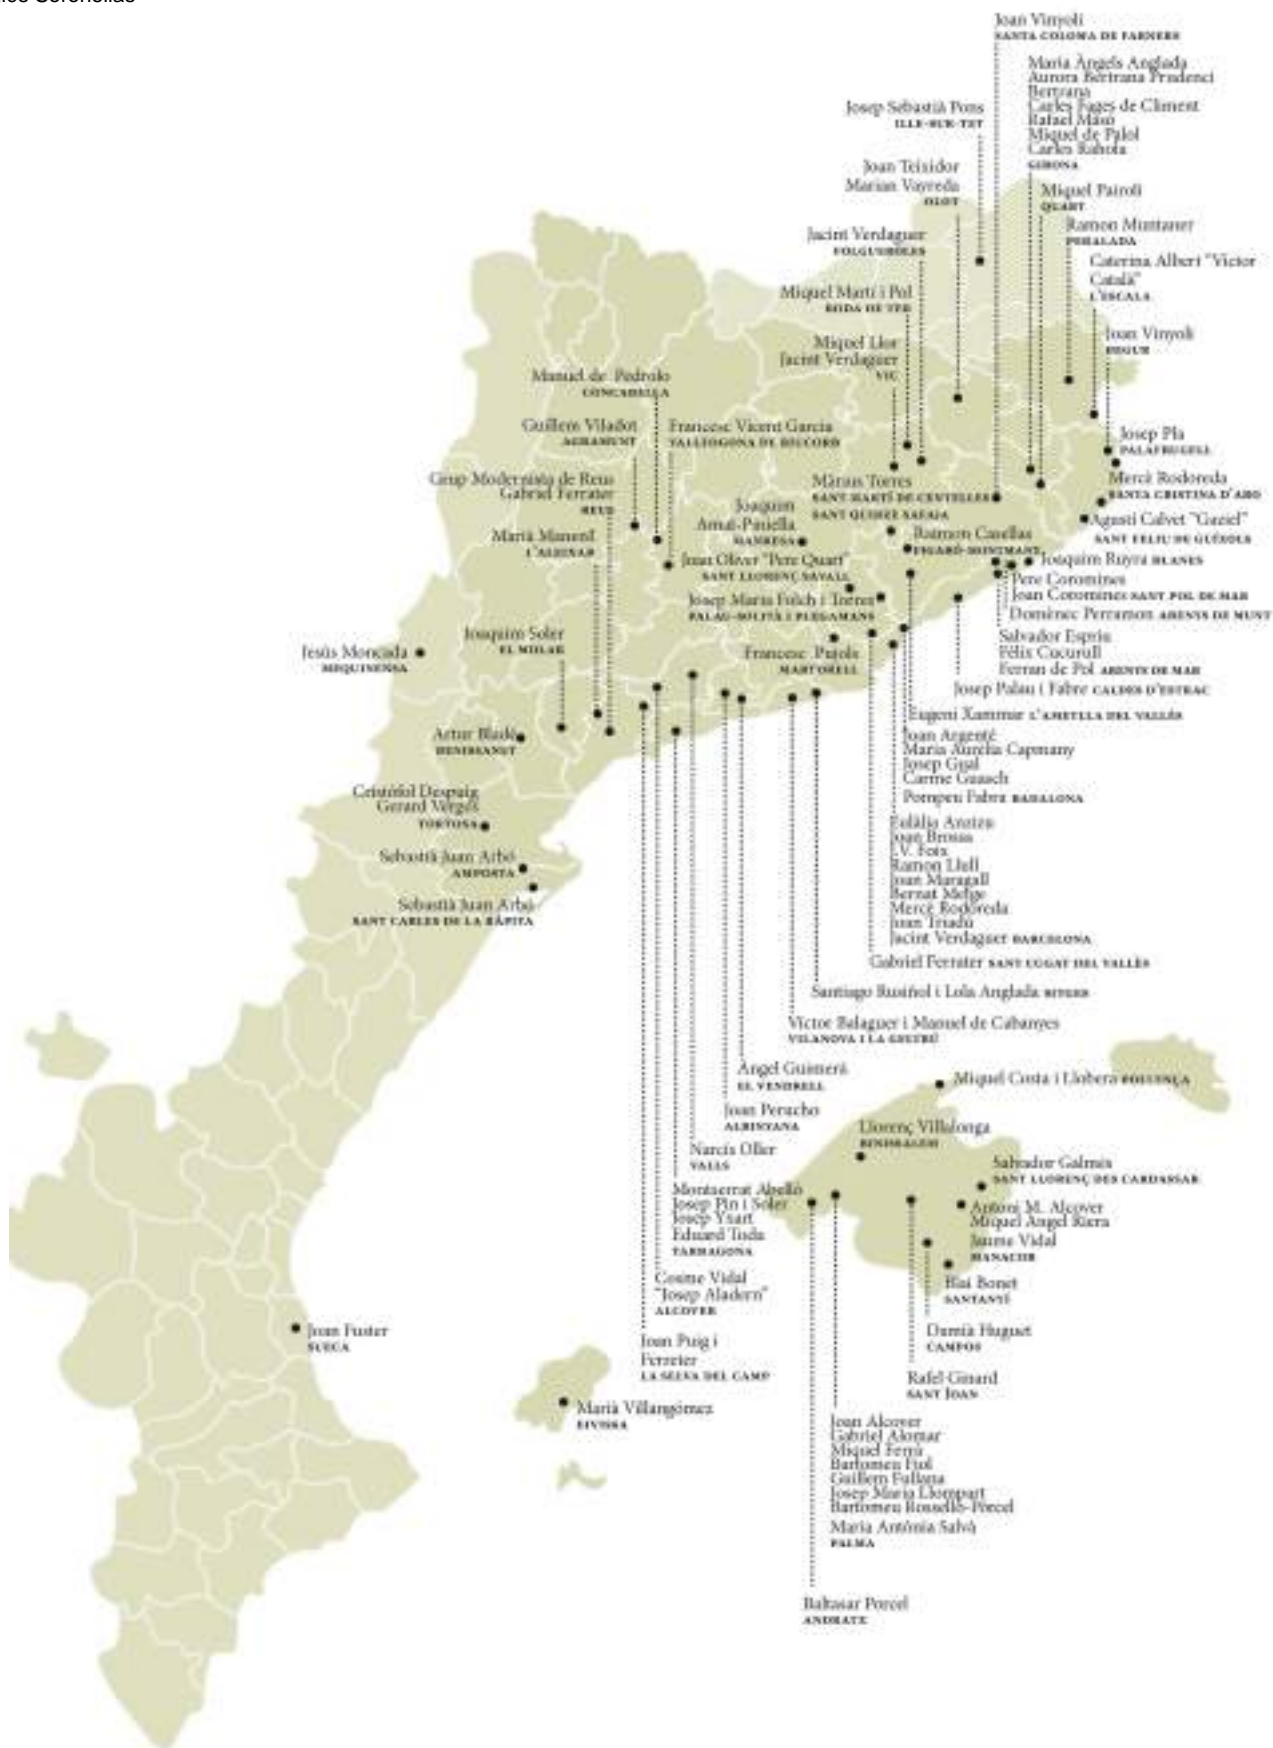 Joan Vinyoli
SANTA COLOMA DE FARNERS
Maria Àngels Anglada
Aurora Bertrana Prudenci
Bertrana
Carles Fages de Climent
Rafael Masó
Miquel de Palol
Carles Rahola
GIRONA
Josep Sebastià Pons
ILLE-SUR-TET
Joan Teixidor
Marian Vayreda
OLOT
Miquel Pairolí
QUART
Ramon Muntaner
PERALADA
Jacint Verdaguer
FOLGUEROLES
Caterina Albert "Víctor
Català"
L'ESCALA
Miquel Martí i Pol
RODA DE TER
Joan Vinyoli
BEGUR
Miquel Llor
Jacint Verdaguer
VIC
Manuel de Pedrolo
CONCABELLA
Guillem Viladot
AGRAMUNT
Francesc Vicent Garcia
VALLFOGONA DE RIUCORB
Josep Pla
PALAFRUGELL
Grup Modernista de Reus
Gabriel Ferrater
REUS
Màrius Torres
SANT MARTÍ DE CENTELLES
SANT QUIRZE SAFAJA
Mercè Rodoreda
SANTA CRISTINA D'ARO
Joaquim
Amat-Piniella
MANRESA
Agustí Calvet "Gaziel"
SANT FELIU DE GUÍXOLS
Marià Manent
L'ALEIXAR
Raimon Casellas
FIGARÓ-MONTMANY
Joan Oliver "Pere Quart"
SANT LLORENÇ SAVALL
Joaquim Ruyra BLANES
Pere Coromines
Joan Coromines SANT POL DE MAR
Josep Maria Folch i Torres
PALAU-SOLITÀ I PLEGAMANS
Domènec Perramon ARENYS DE MUNT
Joaquim Soler
EL MOLAR
Salvador Espriu
Fèlix Cucurull
Ferran de Pol ARENYS DE MAR
Jesús Moncada
MEQUINENSA
Francesc Pujols
MARTORELL
Josep Palau i Fabre CALDES D'ESTRAC
Eugeni Xammar L'AMETLLA DEL VALLÈS
Artur Bladé
BENISSANET
Joan Argenté
Maria Aurèlia Capmany
Josep Gual
Carme Guasch
Pompeu Fabra BADALONA
Cristòfol Despuig
Gerard Vergés
TORTOSA
Eulàlia Anzizu
Joan Brossa
J.V. Foix
Ramon Llull
Joan Maragall
Bernat Metge
Mercè Rodoreda
Joan Triadú
Jacint Verdaguer BARCELONA
Sebastià Juan Arbó
AMPOSTA
Sebastià Juan Arbó
SANT CARLES DE LA RÀPITA
Gabriel Ferrater SANT CUGAT DEL VALLÈS
Santiago Rusiñol i Lola Anglada SITGES
Víctor Balaguer i Manuel de Cabanyes
VILANOVA I LA GELTRÚ
Àngel Guimerà
EL VENDRELL
Miquel Costa i Llobera POLLENÇA
Joan Perucho
ALBINYANA
Llorenç Villalonga
BINISSALEM
Narcís Oller
VALLS
Salvador Galmés
SANT LLORENÇ DES CARDASSAR
Montserrat Abelló
Josep Pin i Soler
Josep Yxart
Eduard Toda
TARRAGONA
Antoni M. Alcover
Miquel Àngel Riera
Jaume Vidal
MANACOR
Cosme Vidal
"Josep Aladern"
ALCOVER
Blai Bonet
SANTANYÍ
Joan Fuster
SUECA
Damià Huguet
CAMPOS
Joan Puig i
Ferreter
LA SELVA DEL CAMP
Rafel Ginard
SANT JOAN
Marià Villangómez
EIVISSA
Joan Alcover
Gabriel Alomar
Miquel Ferrà
Bartomeu Fiol
Guillem Fullana
Josep Maria Llompart
Bartomeu Rosselló-Pòrcel
Maria Antònia Salvà
PALMA
Baltasar Porcel
ANDRATX